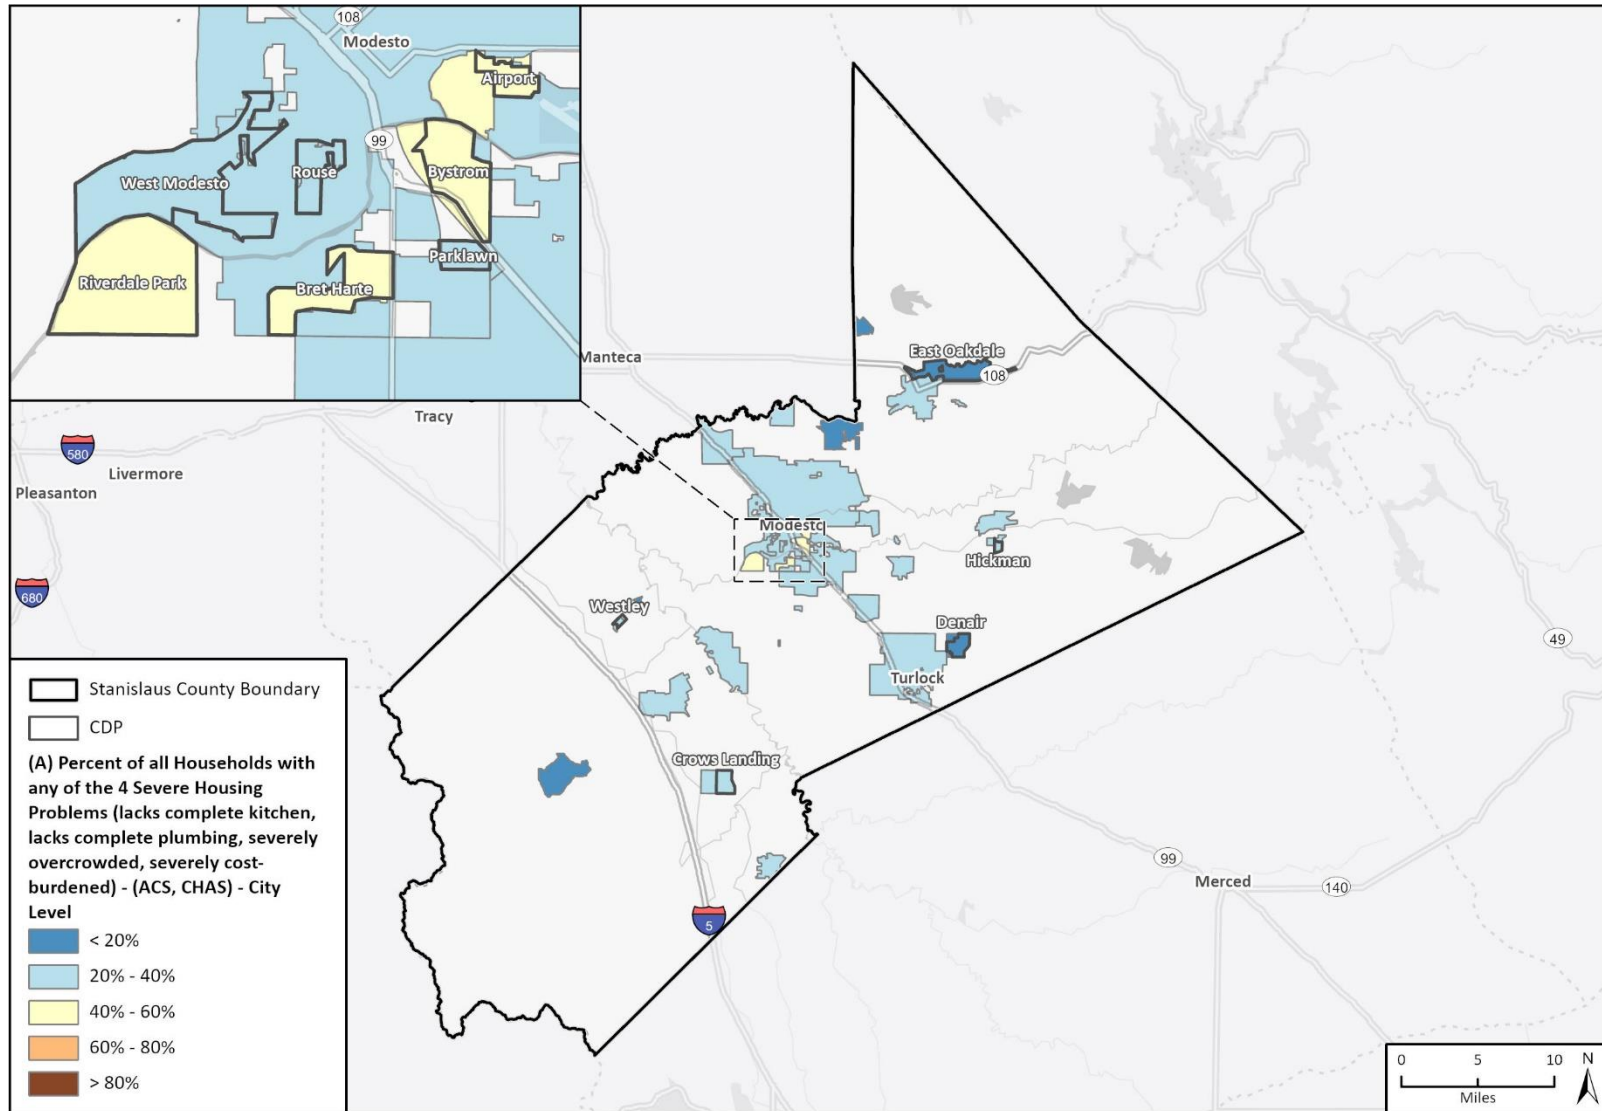 108
Modesto
Airport
99
Bystrom
Rouse
West Modesto
Parklawn
Riverdale Park
Bret Harte
Manteca
East Oakdale
108
Tracy
580
Livermore
Pleasanton
Modesto
Hickman
680
Westley
Denair
49
Turlock
Crows Landing
99
Merced
140
5
Stanislaus County Boundary
CDP
(A) Percent of all Households with
any of the 4 Severe Housing
Problems (lacks complete kitchen,
lacks complete plumbing, severely
overcrowded, severely cost-
burdened) - (ACS, CHAS) - City
Level
< 20%
20% - 40%
40% - 60%
60% - 80%
> 80%
0 5 10
Miles
N